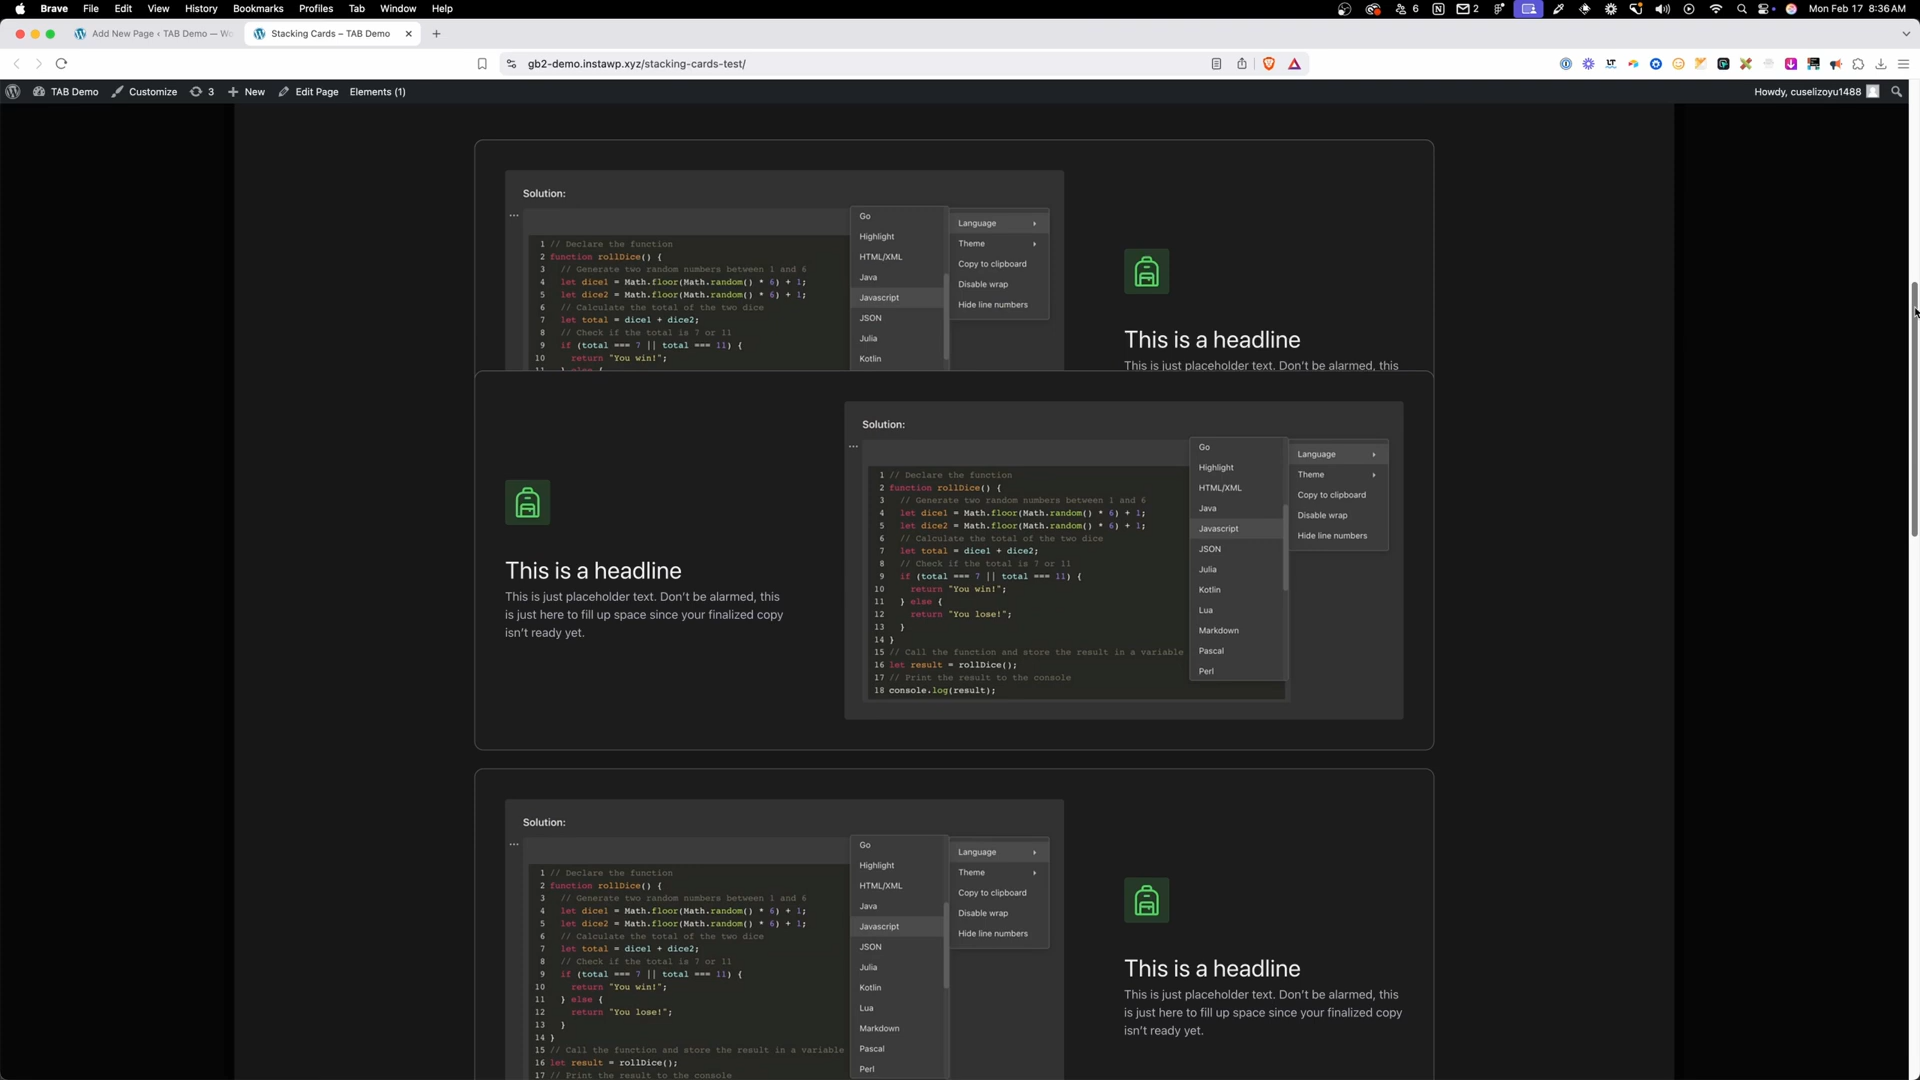 Brave File Edit View History Bookmarks Profiles Tab Window Help 6 2 Mon Feb 17 8:36 AM
Add New Page ‹ TAB Demo — Wo
Stacking Cards – TAB Demo
gb2-demo.instawp.xyz/stacking-cards-test/
TAB Demo Customize 3 New Edit Page Elements (1) Howdy, cuselizoyu1488
Solution:
...
1 // Declare the function
2 function rollDice() {
3 // Generate two random numbers between 1 and 6
4 let dice1 = Math.floor(Math.random() * 6) + 1;
5 let dice2 = Math.floor(Math.random() * 6) + 1;
6 // Calculate the total of the two dice
7 let total = dice1 + dice2;
8 // Check if the total is 7 or 11
9 if (total === 7 || total === 11) {
10 return "You win!";
11 } else {
Go
Highlight
HTML/XML
Java
Javascript
JSON
Julia
Kotlin
Language
Theme
Copy to clipboard
Disable wrap
Hide line numbers
This is a headline
This is just placeholder text. Don't be alarmed, this
This is a headline
This is just placeholder text. Don't be alarmed, this
is just here to fill up space since your finalized copy
isn't ready yet.
Solution:
...
1 // Declare the function
2 function rollDice() {
3 // Generate two random numbers between 1 and 6
4 let dice1 = Math.floor(Math.random() * 6) + 1;
5 let dice2 = Math.floor(Math.random() * 6) + 1;
6 // Calculate the total of the two dice
7 let total = dice1 + dice2;
8 // Check if the total is 7 or 11
9 if (total === 7 || total === 11) {
10 return "You win!";
11 } else {
12 return "You lose!";
13 }
14 }
15 // Call the function and store the result in a variable
16 let result = rollDice();
17 // Print the result to the console
18 console.log(result);
Go
Highlight
HTML/XML
Java
Javascript
JSON
Julia
Kotlin
Lua
Markdown
Pascal
Perl
Language
Theme
Copy to clipboard
Disable wrap
Hide line numbers
Solution:
...
1 // Declare the function
2 function rollDice() {
3 // Generate two random numbers between 1 and 6
4 let dice1 = Math.floor(Math.random() * 6) + 1;
5 let dice2 = Math.floor(Math.random() * 6) + 1;
6 // Calculate the total of the two dice
7 let total = dice1 + dice2;
8 // Check if the total is 7 or 11
9 if (total === 7 || total === 11) {
10 return "You win!";
11 } else {
12 return "You lose!";
13 }
14 }
15 // Call the function and store the result in a variable
16 let result = rollDice();
17 // Print the result to the console
Go
Highlight
HTML/XML
Java
Javascript
JSON
Julia
Kotlin
Lua
Markdown
Pascal
Perl
Language
Theme
Copy to clipboard
Disable wrap
Hide line numbers
This is a headline
This is just placeholder text. Don't be alarmed, this
is just here to fill up space since your finalized copy
isn't ready yet.